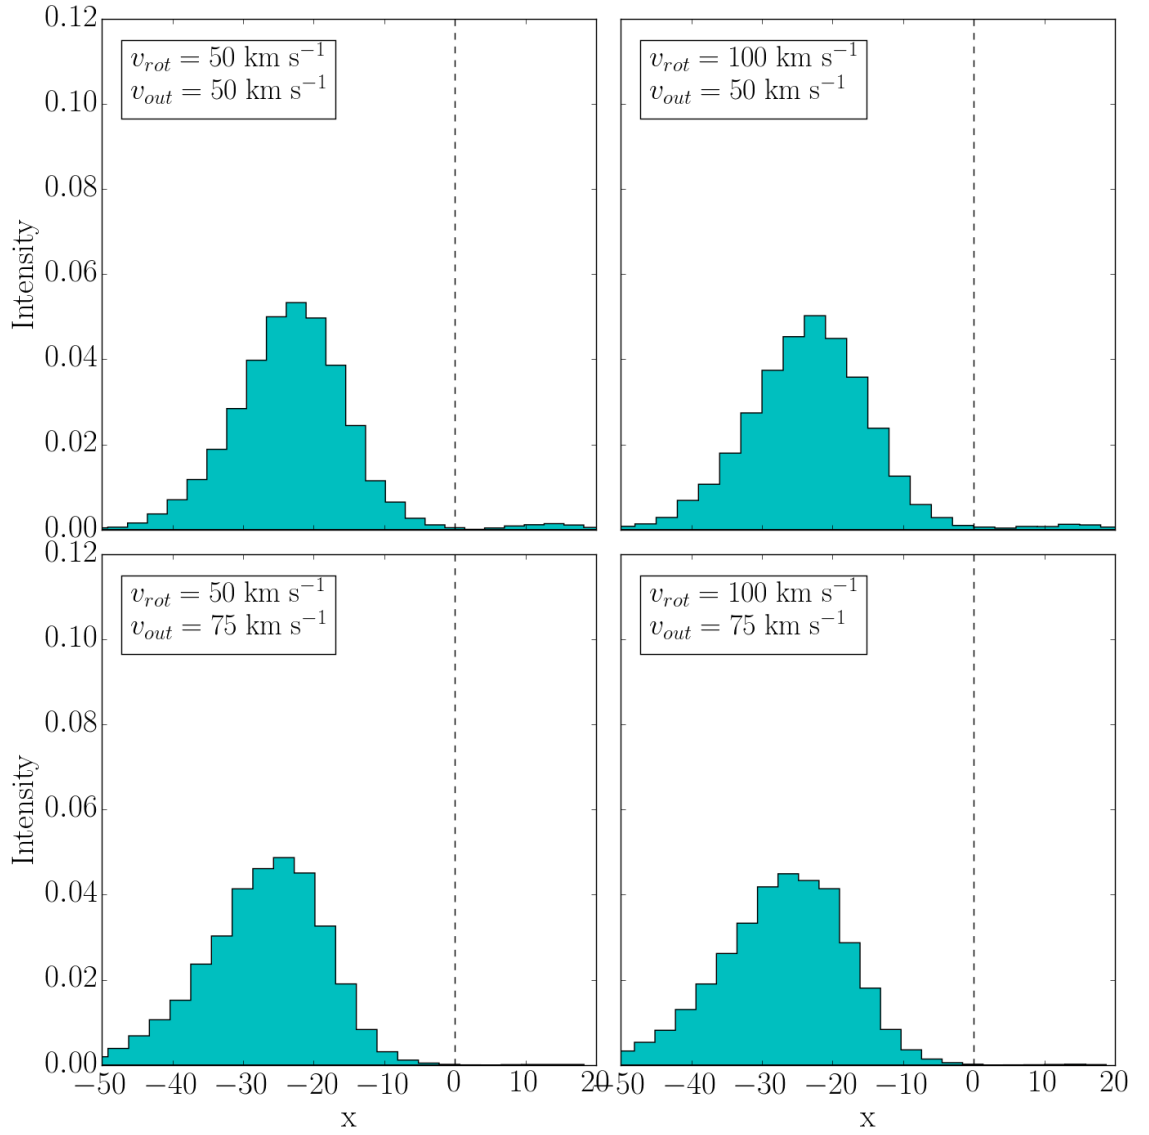 0.12
v_rot = 50 km s⁻¹
v_out = 50 km s⁻¹
0.10
0.08
0.06
0.04
0.02
0.00
Intensity
v_rot = 100 km s⁻¹
v_out = 50 km s⁻¹
0.12
v_rot = 50 km s⁻¹
v_out = 75 km s⁻¹
0.10
0.08
0.06
0.04
0.02
0.00
Intensity
−50 −40 −30 −20 −10 0 10 20
x
v_rot = 100 km s⁻¹
v_out = 75 km s⁻¹
−50 −40 −30 −20 −10 0 10 20
x